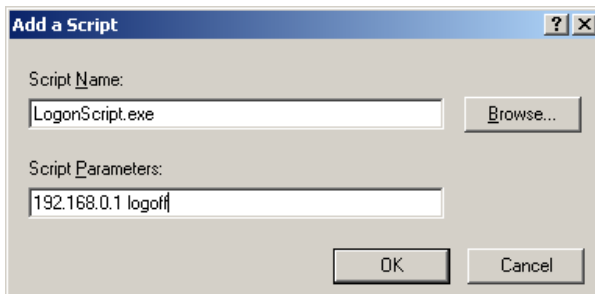 Add a Script
Script Name:
LogonScript.exe
Browse...
Script Parameters:
192.168.0.1 logoff
OK
Cancel